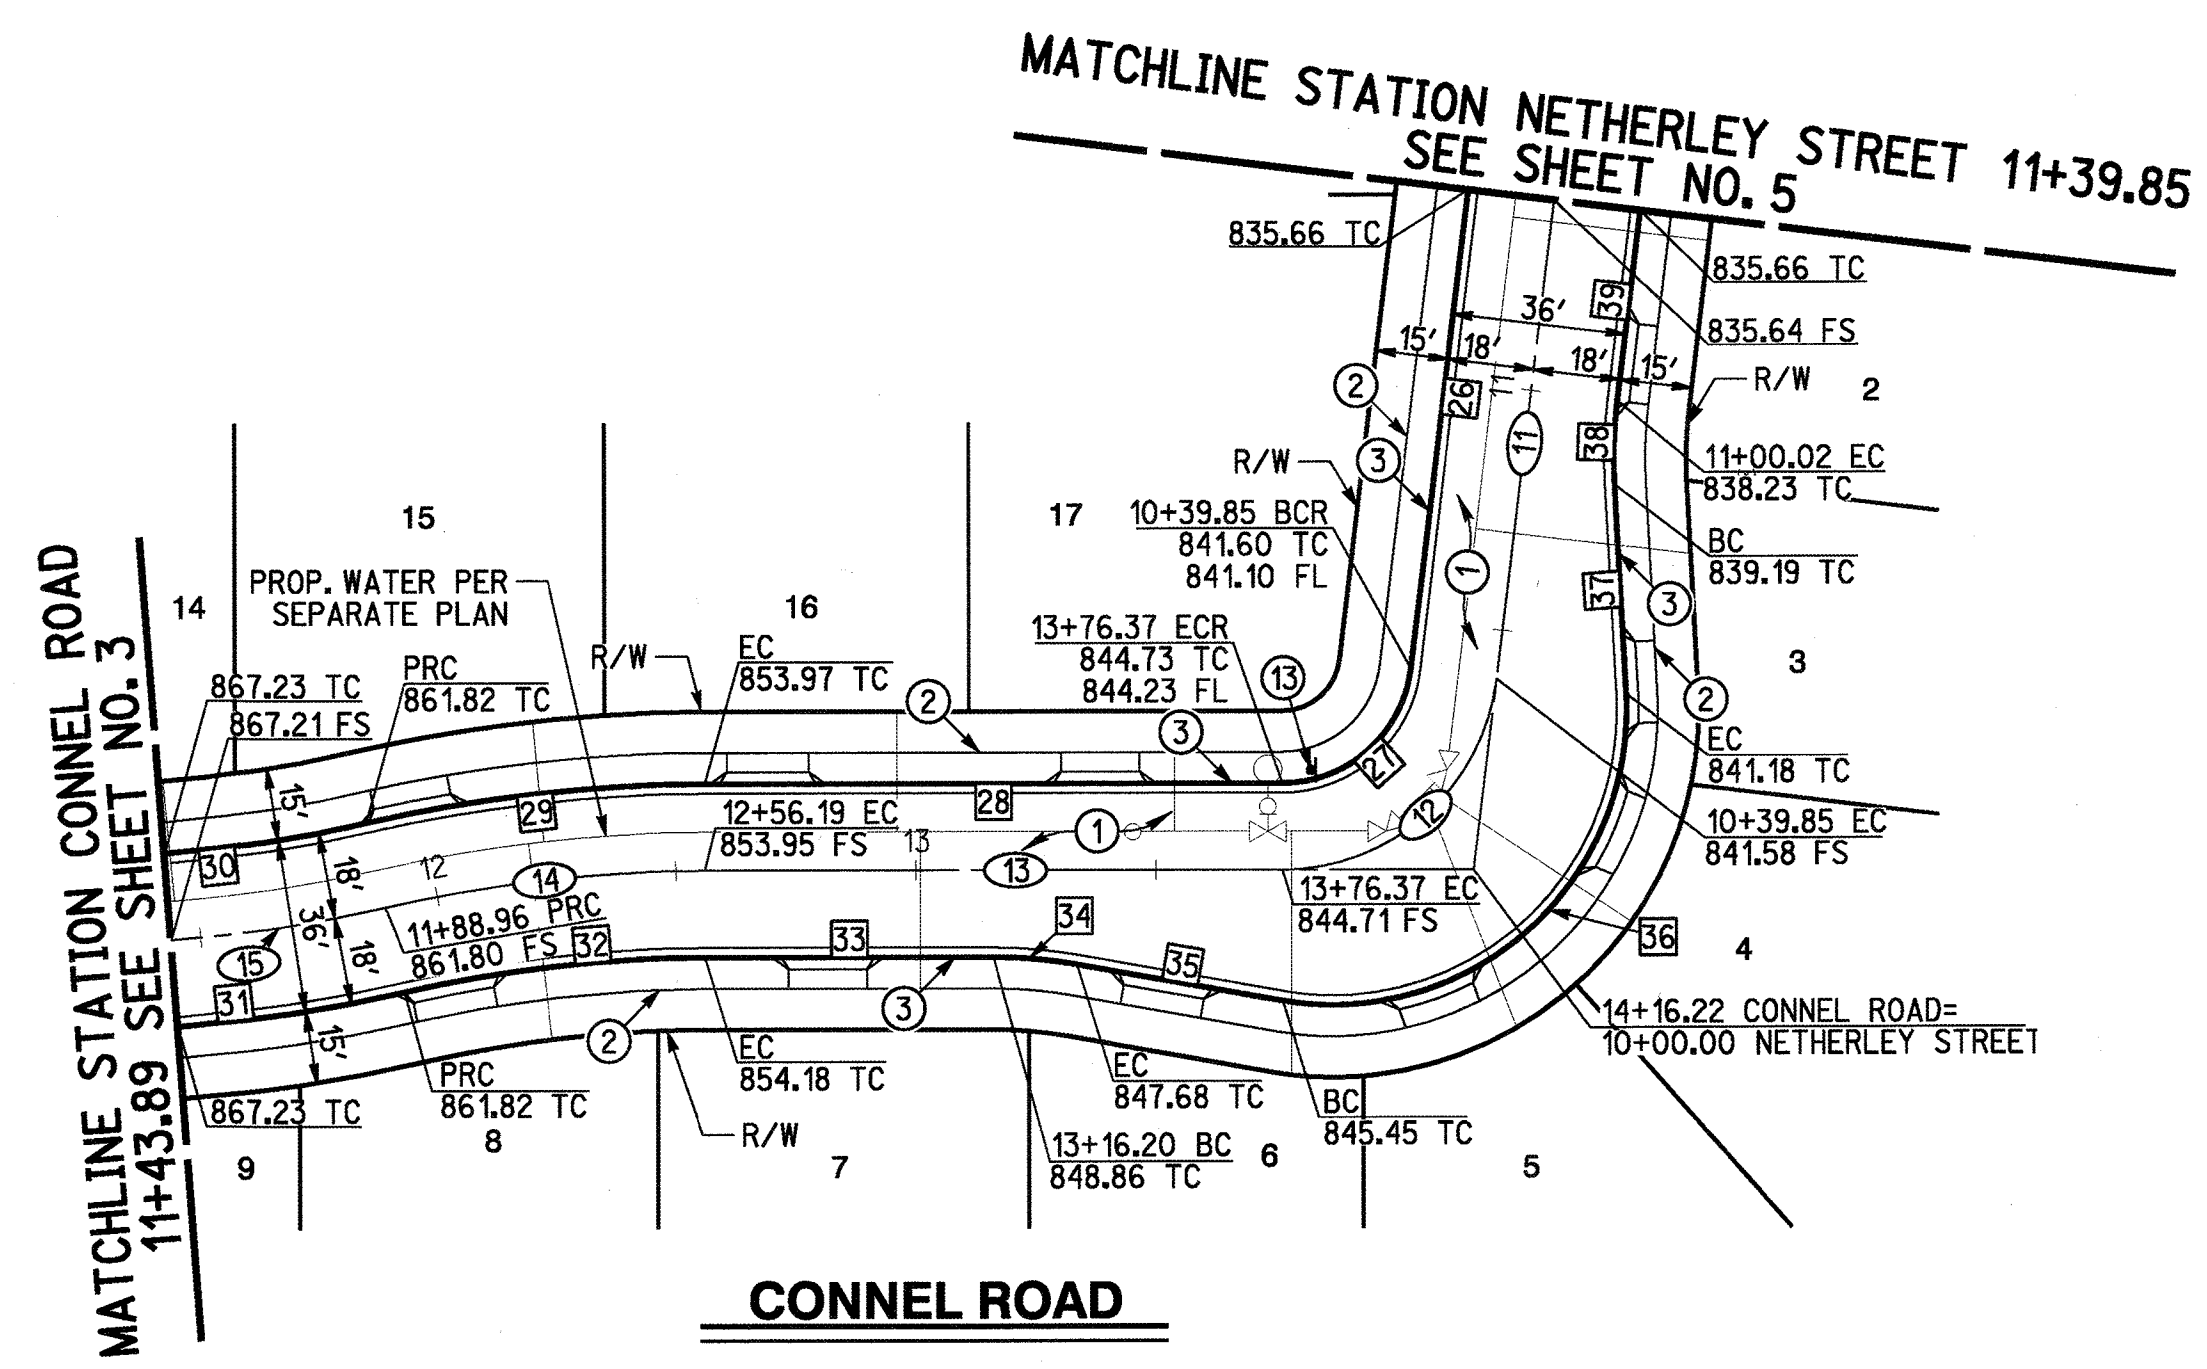 MATCHLINE STATION NETHERLEY STREET 11+39.85
SEE SHEET NO. 5
835.66 TC
835.66 TC
39
36'
835.64 FS
15'
18'
18'
15'
R/W
2
2
26
11
11
38
3
R/W
11+00.02 EC
838.23 TC
15
17
10+39.85 BCR
841.60 TC
841.10 FL
BC
839.19 TC
1
37
3
PROP. WATER PER
SEPARATE PLAN
14
16
13+76.37 ECR
844.73 TC
844.23 FL
R/W
EC
853.97 TC
PRC
861.82 TC
867.23 TC
867.21 FS
13
2
3
2
3
EC
841.18 TC
27
15'
29
28
12+56.19 EC
853.95 FS
13
1
12
10+39.85 EC
841.58 FS
30
18'
12
14
13
13+76.37 EC
844.71 FS
36'
11+88.96 PRC
861.80 FS
18'
15
32
33
34
35
36
4
31
3
2
15'
14+16.22 CONNEL ROAD=
10+00.00 NETHERLEY STREET
PRC
861.82 TC
EC
854.18 TC
EC
847.68 TC
BC
845.45 TC
867.23 TC
R/W
13+16.20 BC
848.86 TC
9
8
7
6
5
MATCHLINE STATION CONNEL ROAD
11+43.89 SEE SHEET NO. 3
CONNEL ROAD